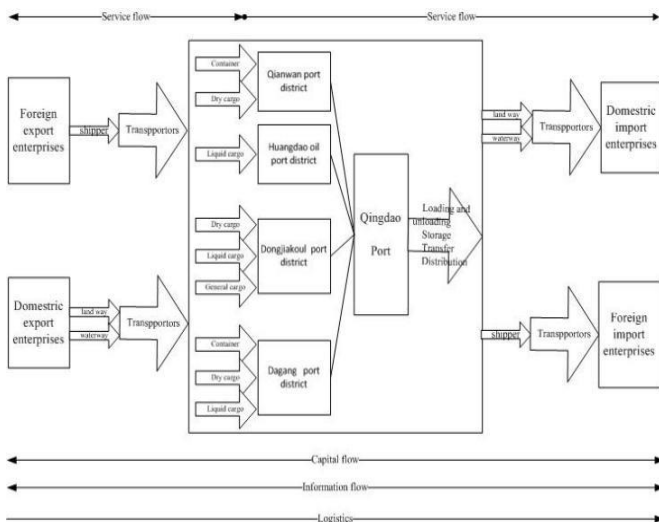 Service flow
Service flow
Foreign
export
enterprises
shipper
Transpportors
Container
Dry cargo
Qianwan port
district
Liquid cargo
Huangdao oil
port district
Dry cargo
Liquid cargo
General cargo
Dongjiakoul port
district
Container
Dry cargo
Liquid cargo
Dagang port
district
Domestric
export
enterprises
land way
waterway
Transpportors
Qingdao
Port
Loading and
unloading
Storage
Transfer
Distribution
land way
waterway
Transpportors
Domestric
import
enterprises
shipper
Transpportors
Foreign
import
enterprises
Capital flow
Information flow
Logistics